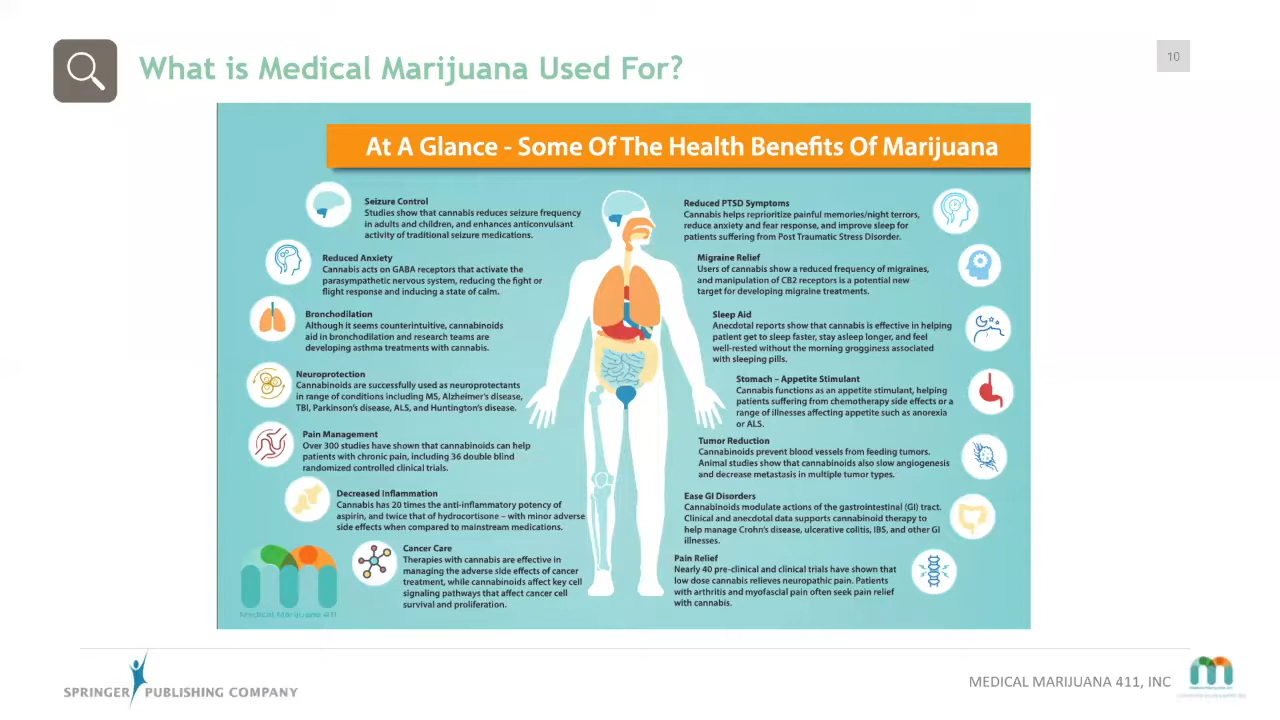 What is Medical Marijuana Used For?
10
At A Glance - Some Of The Health Benefits Of Marijuana
Seizure Control
Studies show that cannabis reduces seizure frequency
in adults and children, and enhances anticonvulsant
activity of traditional seizure medications.
Reduced Anxiety
Cannabis acts on GABA receptors that activate the
parasympathetic nervous system, reducing the fight or
flight response and inducing a state of calm.
Bronchodilation
Although it seems counterintuitive, cannabinoids
aid in bronchodilation and research teams are
developing asthma treatments with cannabis.
Neuroprotection
Cannabinoids are successfully used as neuroprotectants
in range of conditions including MS, Alzheimer's disease,
TBI, Parkinson's disease, ALS, and Huntington's disease.
Pain Management
Over 300 studies have shown that cannabinoids can help
patients with chronic pain, including 36 double blind
randomized controlled clinical trials.
Decreased Inflammation
Cannabis has 20 times the anti-inflammatory potency of
aspirin, and twice that of hydrocortisone – with minor adverse
side effects when compared to mainstream medications.
Cancer Care
Therapies with cannabis are effective in
managing the adverse side effects of cancer
treatment, while cannabinoids affect key cell
signaling pathways that affect cancer cell
survival and proliferation.
Medical Marijuana 411
Reduced PTSD Symptoms
Cannabis helps reprioritize painful memories/night terrors,
reduce anxiety and fear response, and improve sleep for
patients suffering from Post Traumatic Stress Disorder.
Migraine Relief
Users of cannabis show a reduced frequency of migraines,
and manipulation of CB2 receptors is a potential new
target for developing migraine treatments.
Sleep Aid
Anecdotal reports show that cannabis is effective in helping
patient get to sleep faster, stay asleep longer, and feel
well-rested without the morning grogginess associated
with sleeping pills.
Stomach – Appetite Stimulant
Cannabis functions as an appetite stimulant, helping
patients suffering from chemotherapy side effects or a
range of illnesses affecting appetite such as anorexia
or ALS.
Tumor Reduction
Cannabinoids prevent blood vessels from feeding tumors.
Animal studies show that cannabinoids also slow angiogenesis
and decrease metastasis in multiple tumor types.
Ease GI Disorders
Cannabinoids modulate actions of the gastrointestinal (GI) tract.
Clinical and anecdotal data supports cannabinoid therapy to
help manage Crohn's disease, ulcerative colitis, IBS, and other GI
illnesses.
Pain Relief
Nearly 40 pre-clinical and clinical trials have shown that
low dose cannabis relieves neuropathic pain. Patients
with arthritis and myofascial pain often seek pain relief
with cannabis.
SPRINGER PUBLISHING COMPANY
MEDICAL MARIJUANA 411, INC